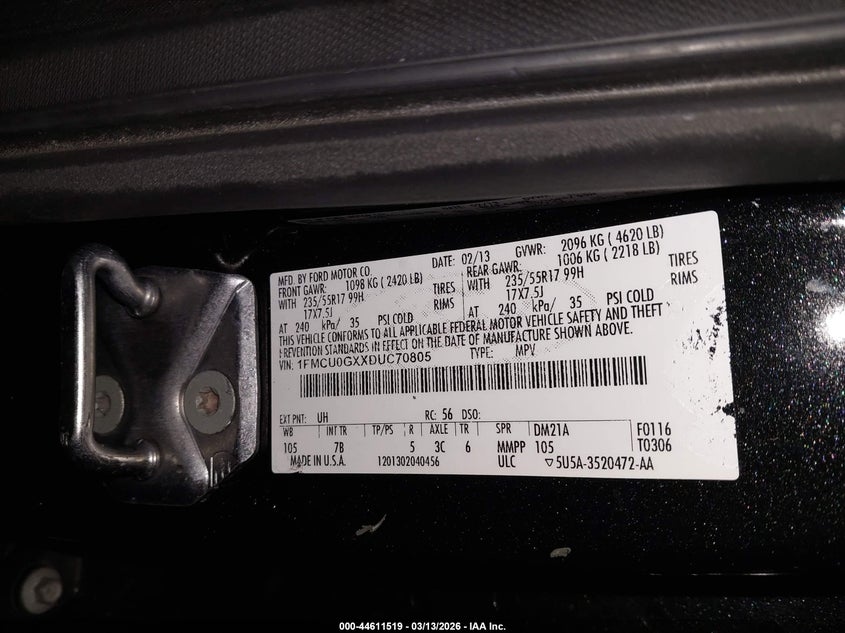 MFD. BY FORD MOTOR CO.
DATE: 02/13 GVWR: 2096 KG ( 4620 LB)
FRONT GAWR: 1098 KG ( 2420 LB) REAR GAWR: 1006 KG ( 2218 LB)
WITH 235/55R17 99H TIRES WITH 235/55R17 99H TIRES
17X7.5J RIMS 17X7.5J RIMS
AT 240 kPa/ 35 PSI COLD AT 240 kPa/ 35 PSI COLD
THIS VEHICLE CONFORMS TO ALL APPLICABLE FEDERAL MOTOR VEHICLE SAFETY AND THEFT
PREVENTION STANDARDS IN EFFECT ON THE DATE OF MANUFACTURE SHOWN ABOVE.
VIN: 1FMCU0GXXDUC70805 TYPE: MPV
EXT PNT: UH RC: 56 DSO:
WB INT TR TP/PS R AXLE TR SPR DM21A F0116
105 7B 5 3C 6 MMPP 105 T0306
MADE IN U.S.A. 1201302040456 ULC ▽5U5A-3520472-AA
000-44611519 - 03/13/2026 - IAA Inc.